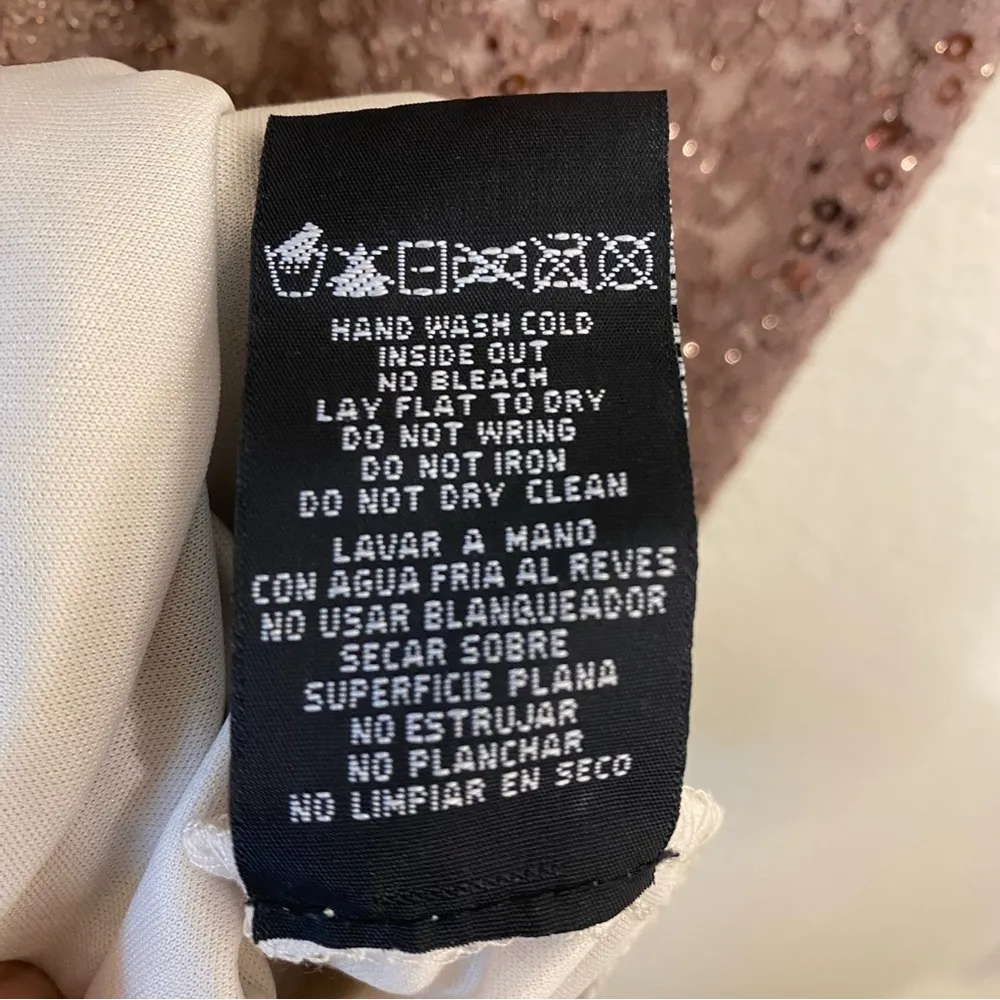 HAND WASH COLD
INSIDE OUT
NO BLEACH
LAY FLAT TO DRY
DO NOT WRING
DO NOT IRON
DO NOT DRY CLEAN
LAVAR A MANO
CON AGUA FRIA AL REVES
NO USAR BLANQUEADOR
SECAR SOBRE
SUPERFICIE PLANA
NO ESTRUJAR
NO PLANCHAR
NO LIMPIAR EN SECO